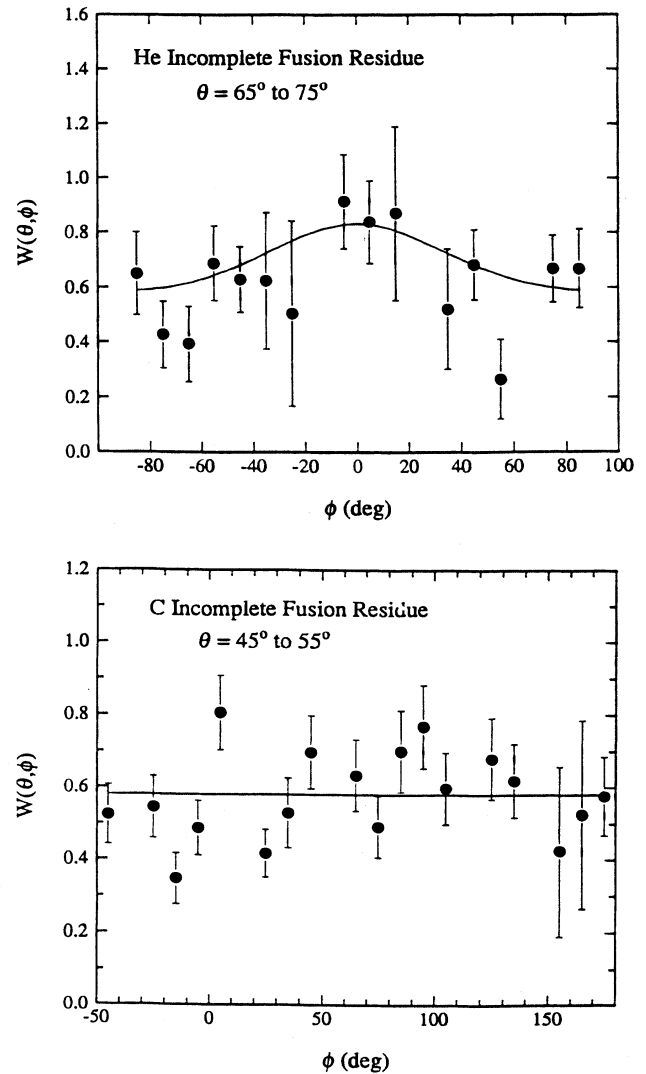 1.6
He Incomplete Fusion Residue
1.4
θ = 65° to 75°
1.2
1.0
W(θ,ϕ)
0.8
0.6
0.4
0.2
0.0
-80 -60 -40 -20 0 20 40 60 80 100
ϕ (deg)
1.2
C Incomplete Fusion Residue
θ = 45° to 55°
1.0
0.8
W(θ,ϕ)
0.6
0.4
0.2
0.0
-50 0 50 100 150
ϕ (deg)